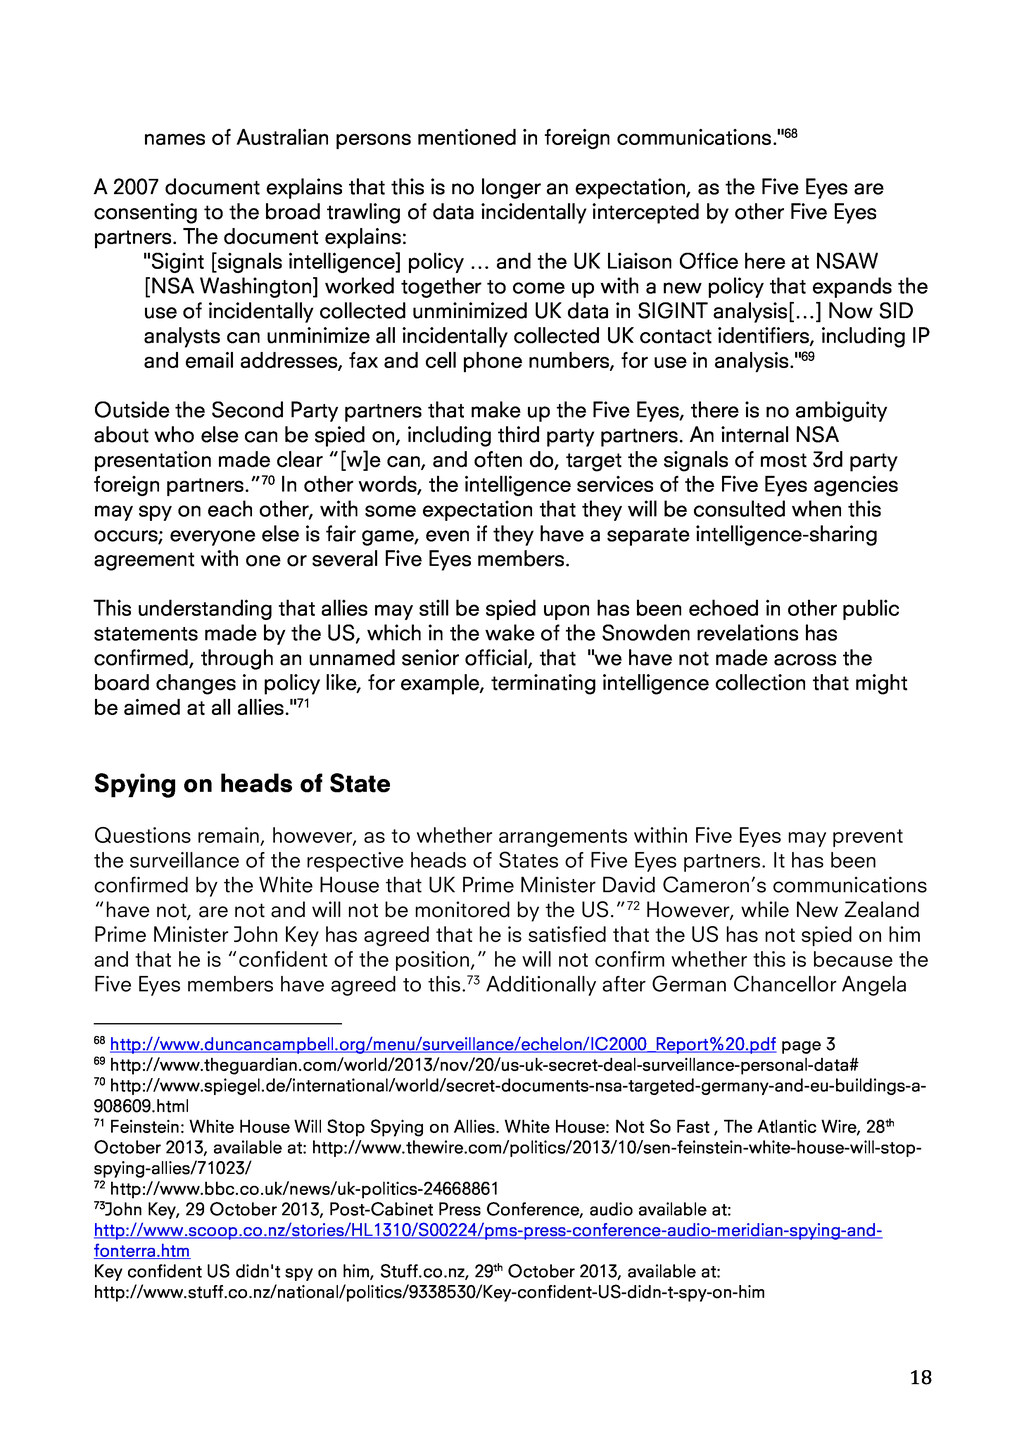 names of Australian persons mentioned in foreign communications."68
A 2007 document explains that this is no longer an expectation, as the Five Eyes are
consenting to the broad trawling of data incidentally intercepted by other Five Eyes
partners. The document explains:
"Sigint [signals intelligence] policy … and the UK Liaison Office here at NSAW
[NSA Washington] worked together to come up with a new policy that expands the
use of incidentally collected unminimized UK data in SIGINT analysis[…] Now SID
analysts can unminimize all incidentally collected UK contact identifiers, including IP
and email addresses, fax and cell phone numbers, for use in analysis."69
Outside the Second Party partners that make up the Five Eyes, there is no ambiguity
about who else can be spied on, including third party partners. An internal NSA
presentation made clear “[w]e can, and often do, target the signals of most 3rd party
foreign partners.”70 In other words, the intelligence services of the Five Eyes agencies
may spy on each other, with some expectation that they will be consulted when this
occurs; everyone else is fair game, even if they have a separate intelligence-sharing
agreement with one or several Five Eyes members.
This understanding that allies may still be spied upon has been echoed in other public
statements made by the US, which in the wake of the Snowden revelations has
confirmed, through an unnamed senior official, that  "we have not made across the
board changes in policy like, for example, terminating intelligence collection that might
be aimed at all allies."71
Spying on heads of State
Questions remain, however, as to whether arrangements within Five Eyes may prevent
the surveillance of the respective heads of States of Five Eyes partners. It has been
confirmed by the White House that UK Prime Minister David Cameron’s communications
“have not, are not and will not be monitored by the US.”72 However, while New Zealand
Prime Minister John Key has agreed that he is satisfied that the US has not spied on him
and that he is “confident of the position,” he will not confirm whether this is because the
Five Eyes members have agreed to this.73 Additionally after German Chancellor Angela
68 http://www.duncancampbell.org/menu/surveillance/echelon/IC2000_Report%20.pdf page 3
69 http://www.theguardian.com/world/2013/nov/20/us-uk-secret-deal-surveillance-personal-data#
70 http://www.spiegel.de/international/world/secret-documents-nsa-targeted-germany-and-eu-buildings-a-
908609.html
71 Feinstein: White House Will Stop Spying on Allies. White House: Not So Fast , The Atlantic Wire, 28th
October 2013, available at: http://www.thewire.com/politics/2013/10/sen-feinstein-white-house-will-stop-
spying-allies/71023/
72 http://www.bbc.co.uk/news/uk-politics-24668861
73John Key, 29 October 2013, Post-Cabinet Press Conference, audio available at:
http://www.scoop.co.nz/stories/HL1310/S00224/pms-press-conference-audio-meridian-spying-and-
fonterra.htm
Key confident US didn't spy on him, Stuff.co.nz, 29th October 2013, available at:
http://www.stuff.co.nz/national/politics/9338530/Key-confident-US-didn-t-spy-on-him
18